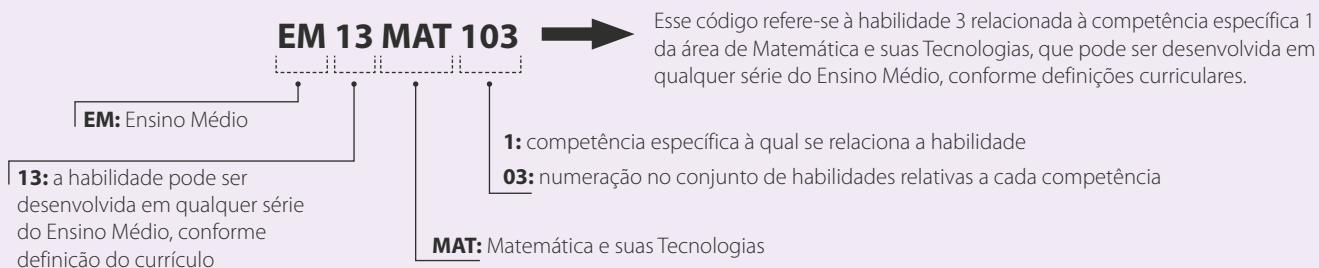 EM 13 MAT 103
Esse código refere-se à habilidade 3 relacionada à competência específica 1
da área de Matemática e suas Tecnologias, que pode ser desenvolvida em
qualquer série do Ensino Médio, conforme definições curriculares.
EM: Ensino Médio
13: a habilidade pode ser
desenvolvida em qualquer série
do Ensino Médio, conforme
definição do currículo
1: competência específica à qual se relaciona a habilidade
03: numeração no conjunto de habilidades relativas a cada competência
MAT: Matemática e suas Tecnologias